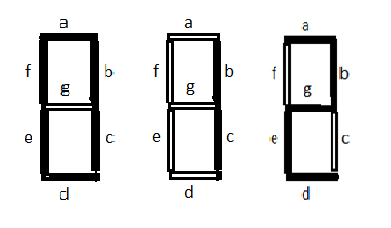 a a a
f b f b f b
g g g
e c e c e c
d d d